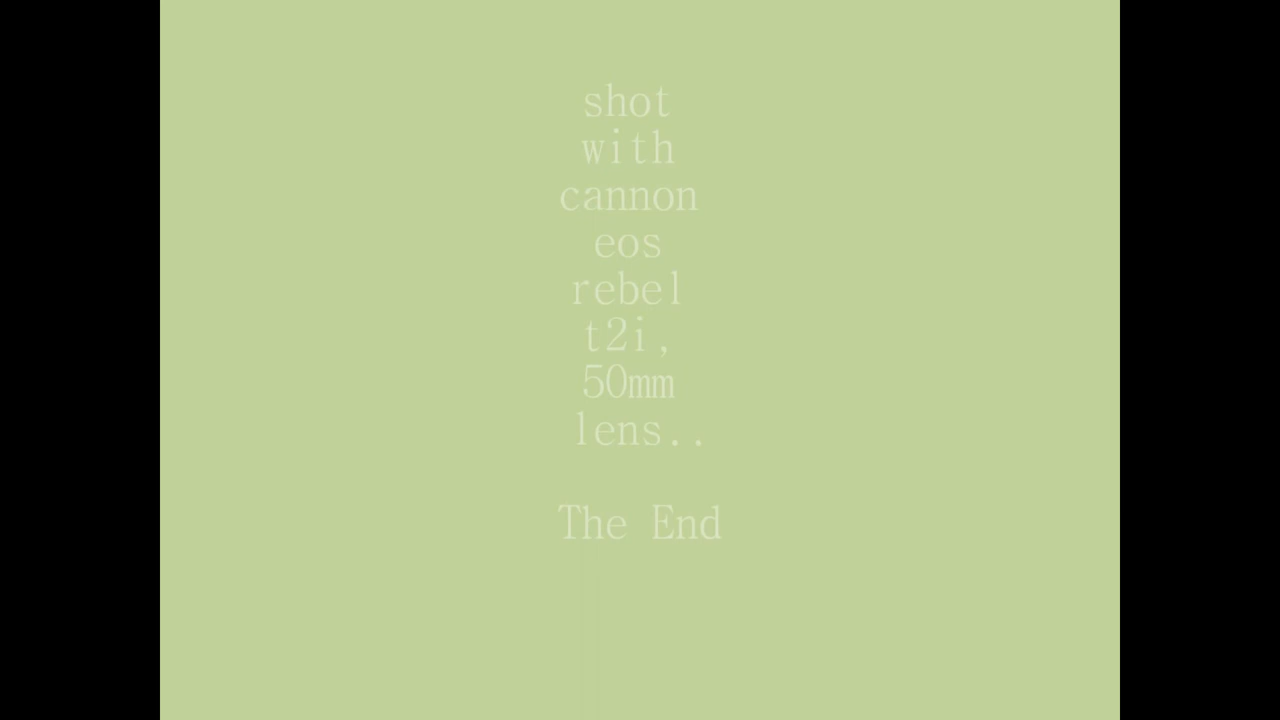 shot
with
cannon
eos
rebel
t2i,
50mm
lens..
The End